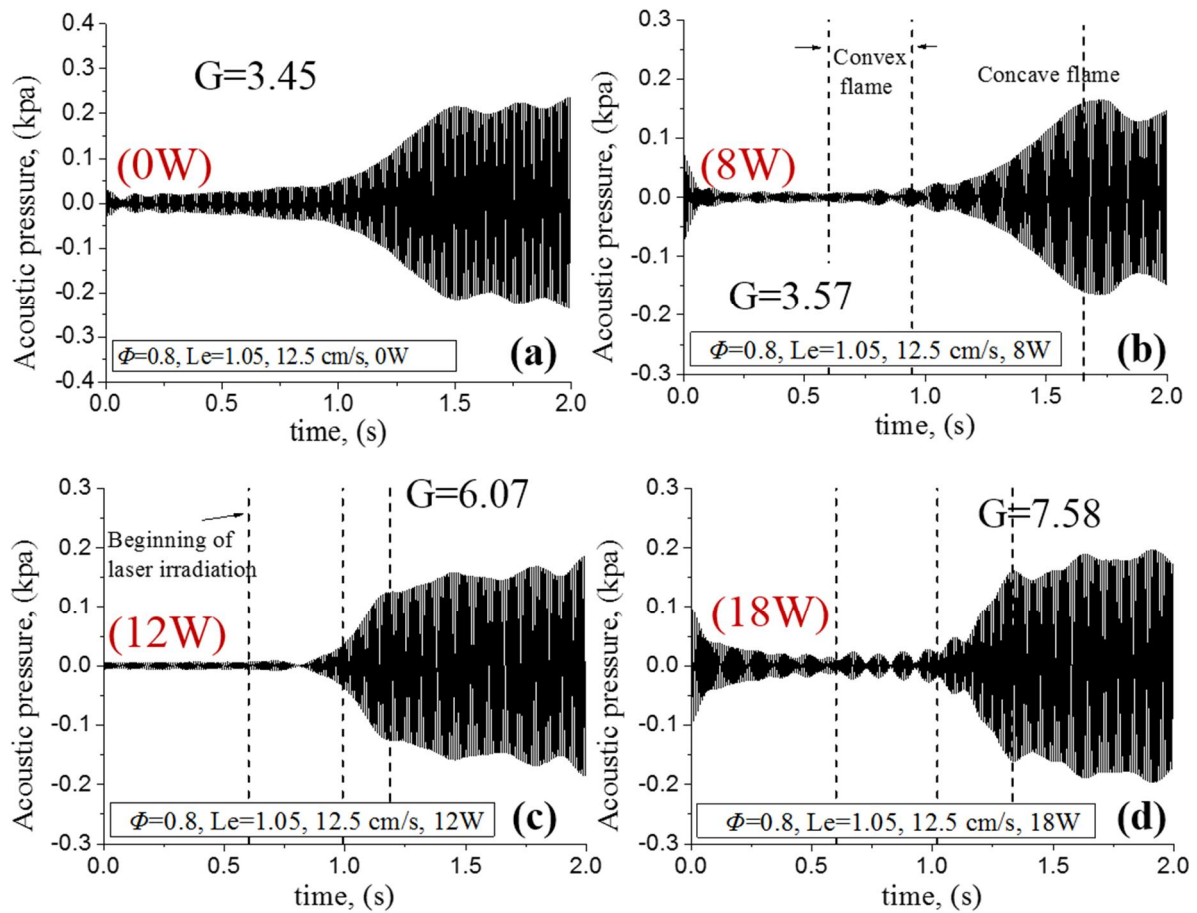 0.4
0.3
0.2
0.1
0.0
-0.1
-0.2
-0.3
-0.4
Acoustic pressure, (kpa)
G=3.45
(0W)
Φ=0.8, Le=1.05, 12.5 cm/s, 0W
(a)
0.0 0.5 1.0 1.5 2.0
time, (s)
0.3
0.2
0.1
0.0
-0.1
-0.2
-0.3
Acoustic pressure, (kpa)
Convex
flame
Concave flame
(8W)
G=3.57
Φ=0.8, Le=1.05, 12.5 cm/s, 8W
(b)
0.0 0.5 1.0 1.5 2.0
time, (s)
0.3
0.2
0.1
0.0
-0.1
-0.2
-0.3
Acoustic pressure, (kpa)
G=6.07
Beginning of
laser irradiation
(12W)
Φ=0.8, Le=1.05, 12.5 cm/s, 12W
(c)
0.0 0.5 1.0 1.5 2.0
time, (s)
0.3
0.2
0.1
0.0
-0.1
-0.2
-0.3
Acoustic pressure, (kpa)
G=7.58
(18W)
Φ=0.8, Le=1.05, 12.5 cm/s, 18W
(d)
0.0 0.5 1.0 1.5 2.0
time, (s)